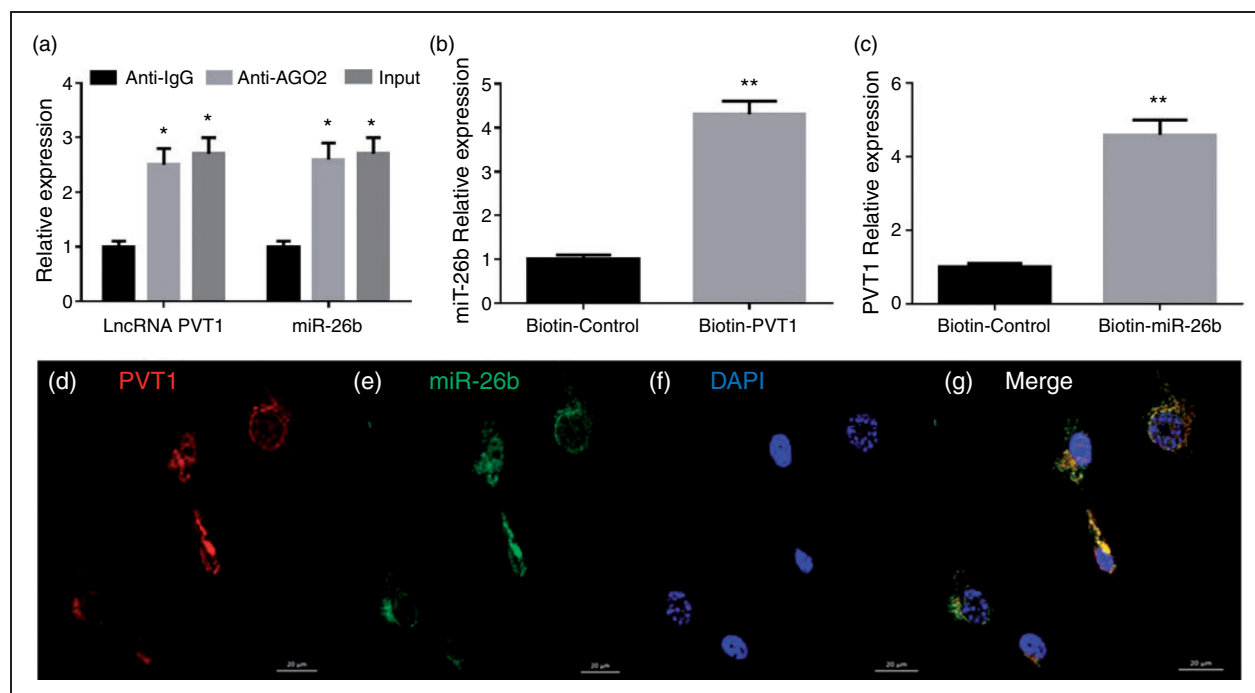 (a)
Anti-IgG Anti-AGO2 Input
Relative expression
4
3
2
1
0
* * * *
LncRNA PVT1 miR-26b
(b)
miT-26b Relative expression
5
4
3
2
1
0
**
Biotin-Control Biotin-PVT1
(c)
PVT1 Relative expression
6
4
2
0
**
Biotin-Control Biotin-miR-26b
(d) PVT1
20 μm
(e) miR-26b
20 μm
(f) DAPI
20 μm
(g) Merge
20 μm